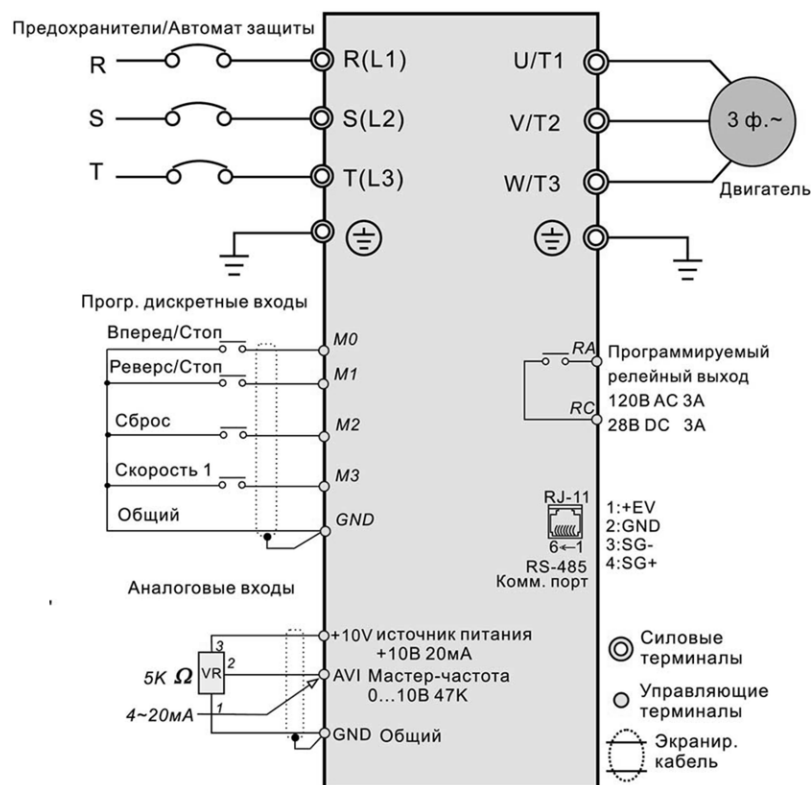 Предохранители/Автомат защиты
R
R(L1)
U/T1
S
S(L2)
V/T2
3 ф.~
T
T(L3)
W/T3
Двигатель
Прогр. дискретные входы
Вперед/Стоп
M0
Реверс/Стоп
M1
Сброс
M2
Скорость 1
M3
Общий
GND
RA
Программируемый
релейный выход
RC
120В AC 3А
28В DC 3А
RJ-11
6←1
RS-485
Комм. порт
1:+EV
2:GND
3:SG-
4:SG+
Аналоговые входы
3
+10V источник питания
+10В 20мА
5K Ω
VR
2
AVI Мастер-частота
0...10В 47K
4~20мА
1
GND Общий
Силовые
терминалы
Управляющие
терминалы
Экранир.
кабель